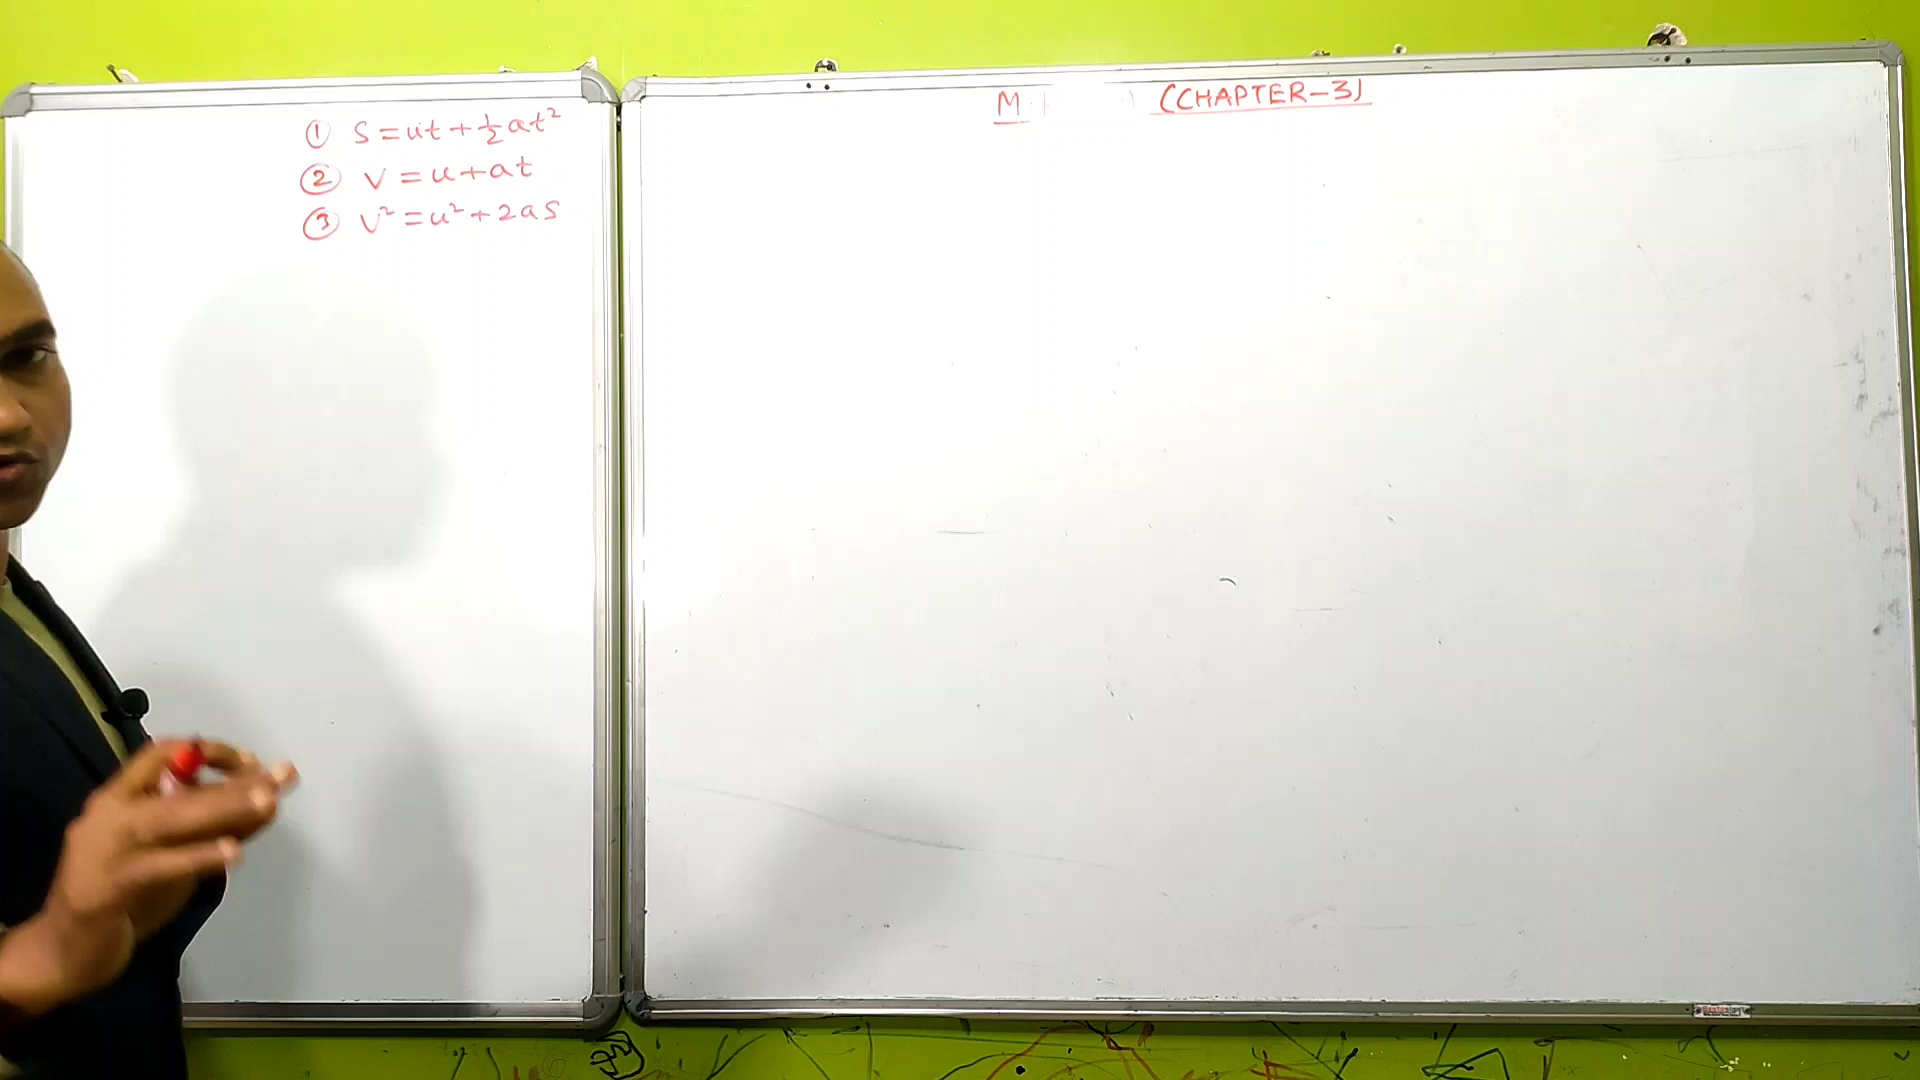 ① S = ut + ½at²
② V = u + at
③ V² = u² + 2as
(CHAPTER-3)